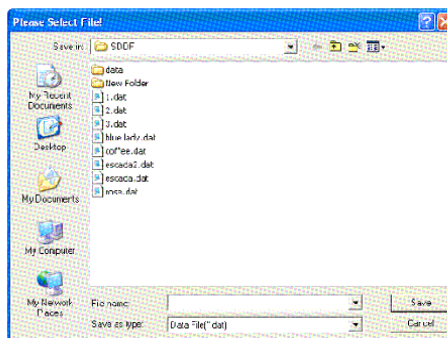 Please Select File!
Save in: SDDF
My Recent Documents
Desktop
My Documents
My Computer
My Network Places
data
New Folder
1.dat
2.dat
3.dat
blue lady.dat
coffee.dat
escada2.dat
escada.dat
rosa.dat
File name:
Save
Save as type: Data File(*.dat)
Cancel